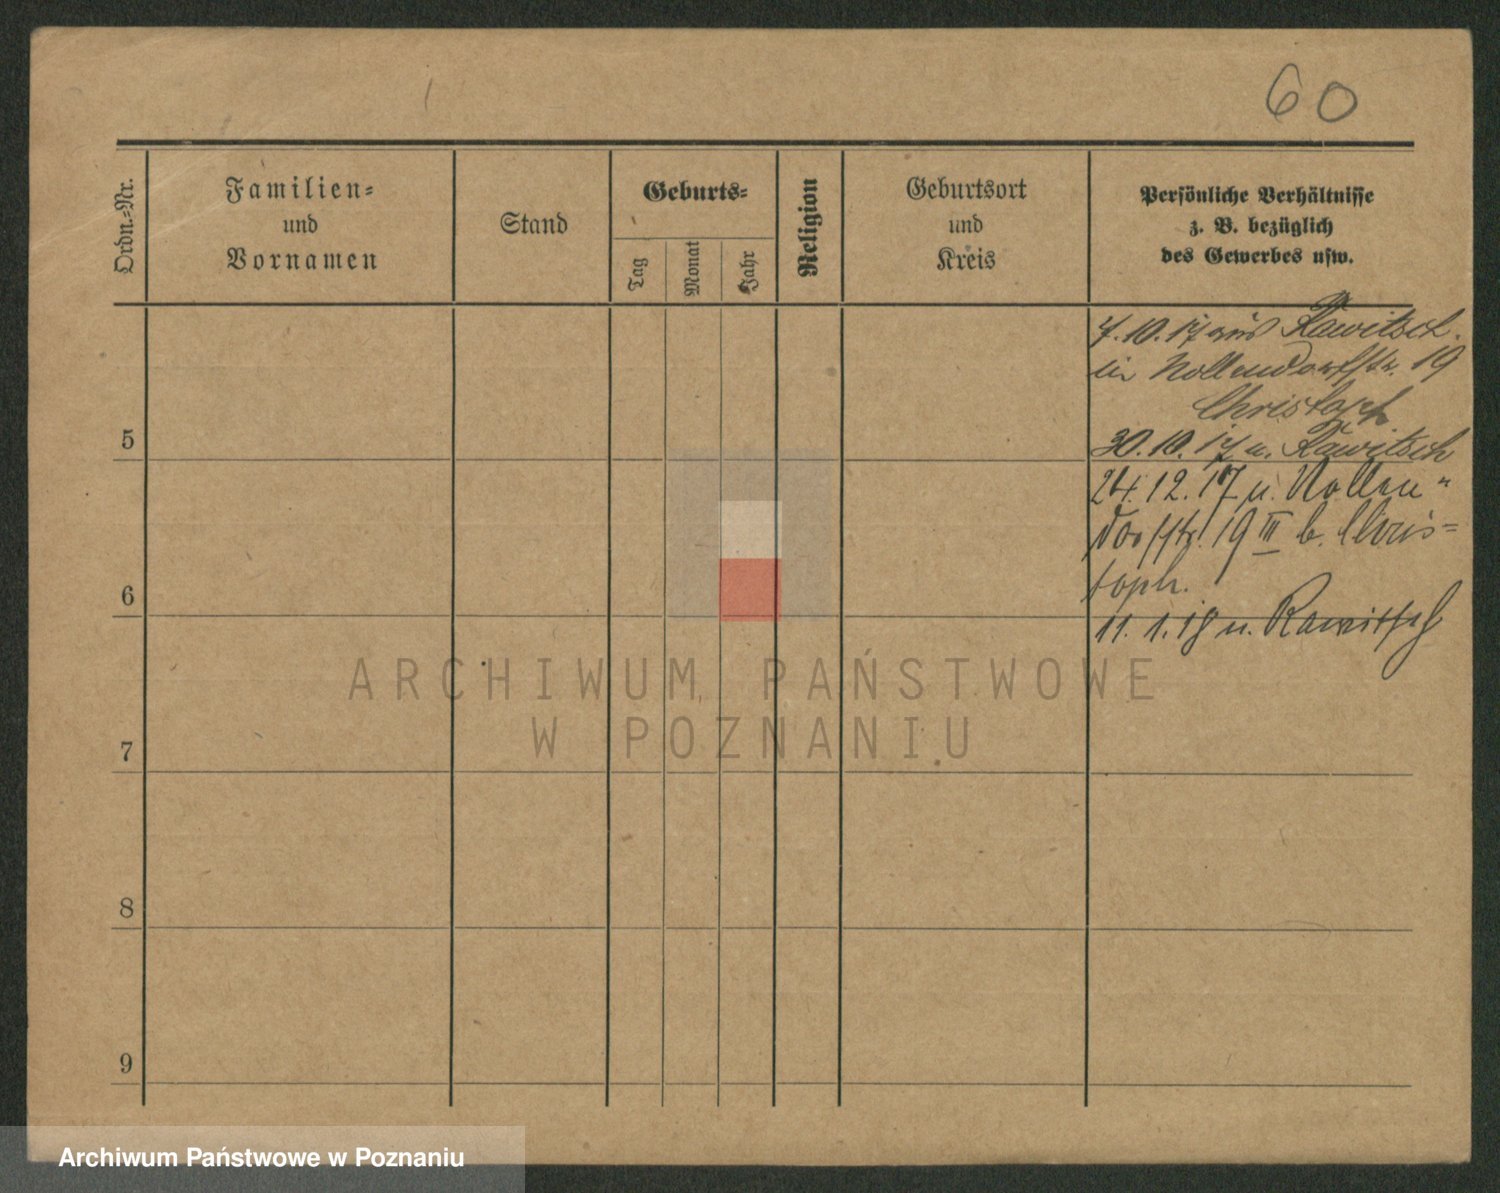 60
Ordn.-Nr.
Familien-
und
Vornamen
Stand
Geburts-
Tag
Monat
Jahr
Religion
Geburtsort
und
Kreis
Persönliche Verhältnisse
z. B. bezüglich
des Gewerbes usw.
7.10.17 aus Rawitsch.
in Nollendorfstr. 19
Christoph
5
30.10.17 n. Rawitsch
24.12.17 n. Nollen"
dorfstr. 19 III b. Chris=
6
toph.
11.1.18 n. Rawitsch
ARCHIWUM PAŃSTWOWE
W POZNANIU
7
8
9
Archiwum Państwowe w Poznaniu